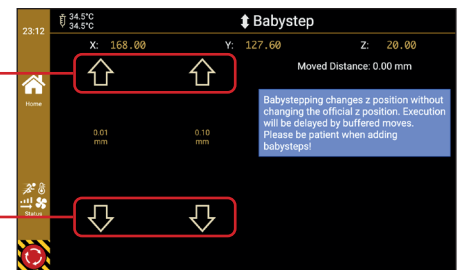 23:12
34.5°C
34.5°C
Babystep
X: 168.00 Y: 127.60 Z: 20.00
Moved Distance: 0.00 mm
Home
Babystepping changes z position without
changing the official z position. Execution
will be delayed by buffered moves.
Please be patient when adding
babysteps!
0.01
mm
0.10
mm
Status